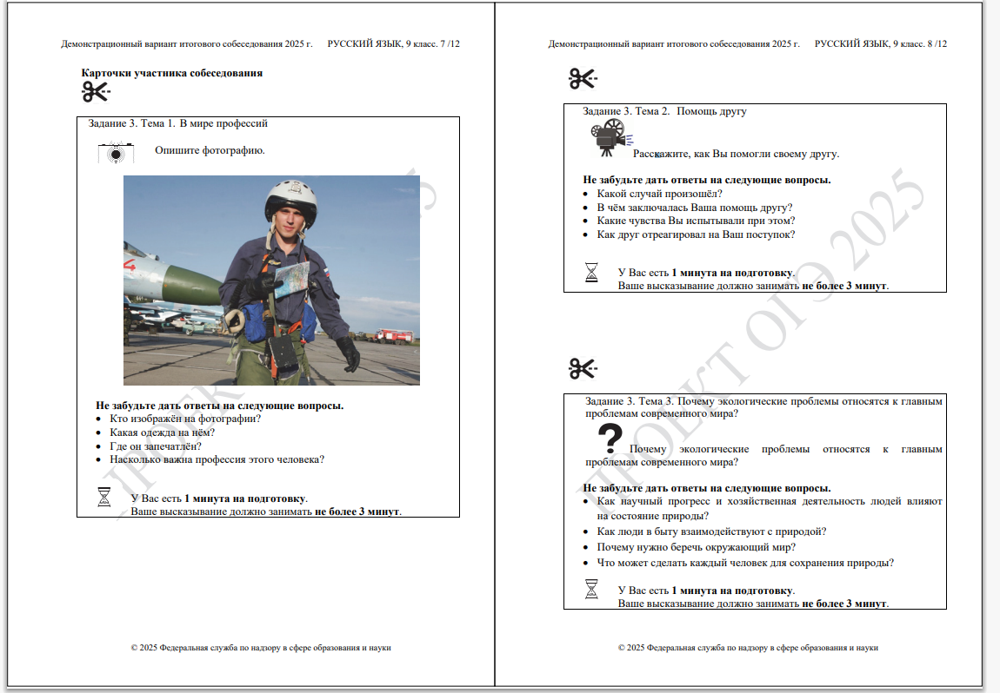 Демонстрационный вариант итогового собеседования 2025 г. РУССКИЙ ЯЗЫК, 9 класс. 7 /12
Карточки участника собеседования
Задание 3. Тема 1. В мире профессий
Опишите фотографию.
4
Не забудьте дать ответы на следующие вопросы.
• Кто изображён на фотографии?
• Какая одежда на нём?
• Где он запечатлён?
• Насколько важна профессия этого человека?
У Вас есть 1 минута на подготовку.
Ваше высказывание должно занимать не более 3 минут.
© 2025 Федеральная служба по надзору в сфере образования и науки
Демонстрационный вариант итогового собеседования 2025 г. РУССКИЙ ЯЗЫК, 9 класс. 8 /12
Задание 3. Тема 2. Помощь другу
Расскажите, как Вы помогли своему другу.
Не забудьте дать ответы на следующие вопросы.
• Какой случай произошёл?
• В чём заключалась Ваша помощь другу?
• Какие чувства Вы испытывали при этом?
• Как друг отреагировал на Ваш поступок?
У Вас есть 1 минута на подготовку.
Ваше высказывание должно занимать не более 3 минут.
Задание 3. Тема 3. Почему экологические проблемы относятся к главным
проблемам современного мира?
? Почему экологические проблемы относятся к главным
проблемам современного мира?
Не забудьте дать ответы на следующие вопросы.
• Как научный прогресс и хозяйственная деятельность людей влияют
на состояние природы?
• Как люди в быту взаимодействуют с природой?
• Почему нужно беречь окружающий мир?
• Что может сделать каждый человек для сохранения природы?
У Вас есть 1 минута на подготовку.
Ваше высказывание должно занимать не более 3 минут.
© 2025 Федеральная служба по надзору в сфере образования и науки
ПРОЕКТ ОГЭ 2025